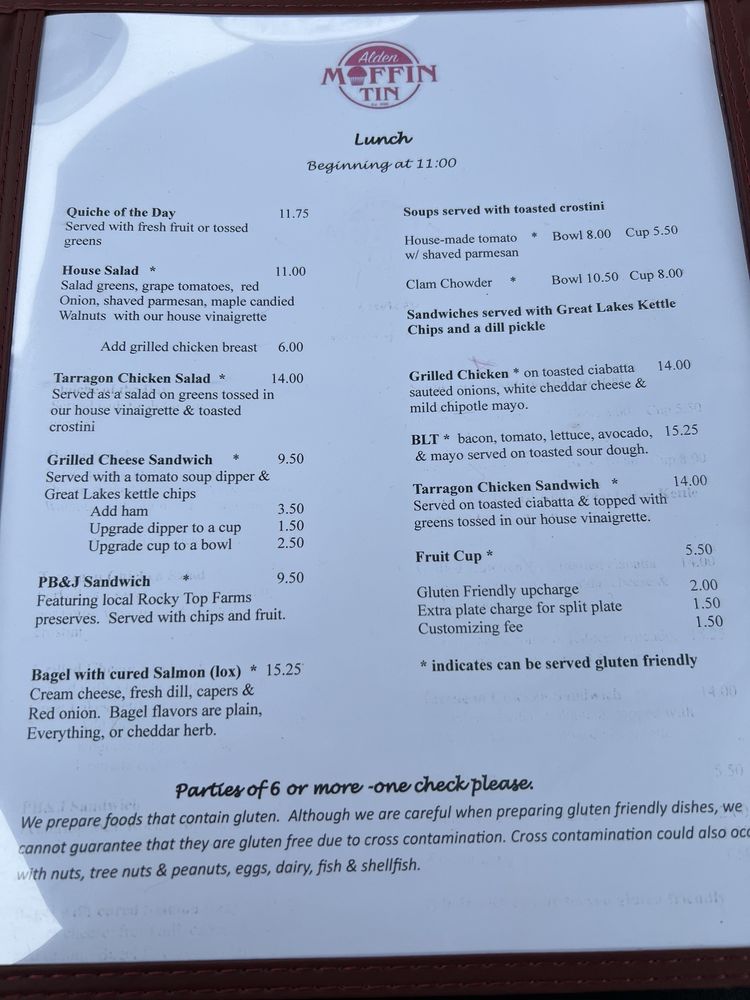 Alden
MUFFIN
TIN
Lunch
Beginning at 11:00
Quiche of the Day 11.75
Served with fresh fruit or tossed
greens
House Salad * 11.00
Salad greens, grape tomatoes, red
Onion, shaved parmesan, maple candied
Walnuts with our house vinaigrette
Add grilled chicken breast 6.00
Tarragon Chicken Salad * 14.00
Served as a salad on greens tossed in
our house vinaigrette & toasted
crostini
Grilled Cheese Sandwich * 9.50
Served with a tomato soup dipper &
Great Lakes kettle chips
Add ham 3.50
Upgrade dipper to a cup 1.50
Upgrade cup to a bowl 2.50
PB&J Sandwich * 9.50
Featuring local Rocky Top Farms
preserves. Served with chips and fruit.
Bagel with cured Salmon (lox) * 15.25
Cream cheese, fresh dill, capers &
Red onion. Bagel flavors are plain,
Everything, or cheddar herb.
Soups served with toasted crostini
House-made tomato * Bowl 8.00 Cup 5.50
w/ shaved parmesan
Clam Chowder * Bowl 10.50 Cup 8.00
Sandwiches served with Great Lakes Kettle
Chips and a dill pickle
Grilled Chicken * on toasted ciabatta 14.00
sauteed onions, white cheddar cheese &
mild chipotle mayo.
BLT * bacon, tomato, lettuce, avocado, 15.25
& mayo served on toasted sour dough.
Tarragon Chicken Sandwich * 14.00
Served on toasted ciabatta & topped with
greens tossed in our house vinaigrette.
Fruit Cup * 5.50
Gluten Friendly upcharge 2.00
Extra plate charge for split plate 1.50
Customizing fee 1.50
* indicates can be served gluten friendly
Parties of 6 or more -one check please.
We prepare foods that contain gluten. Although we are careful when preparing gluten friendly dishes, we
cannot guarantee that they are gluten free due to cross contamination. Cross contamination could also
with nuts, tree nuts & peanuts, eggs, dairy, fish & shellfish.